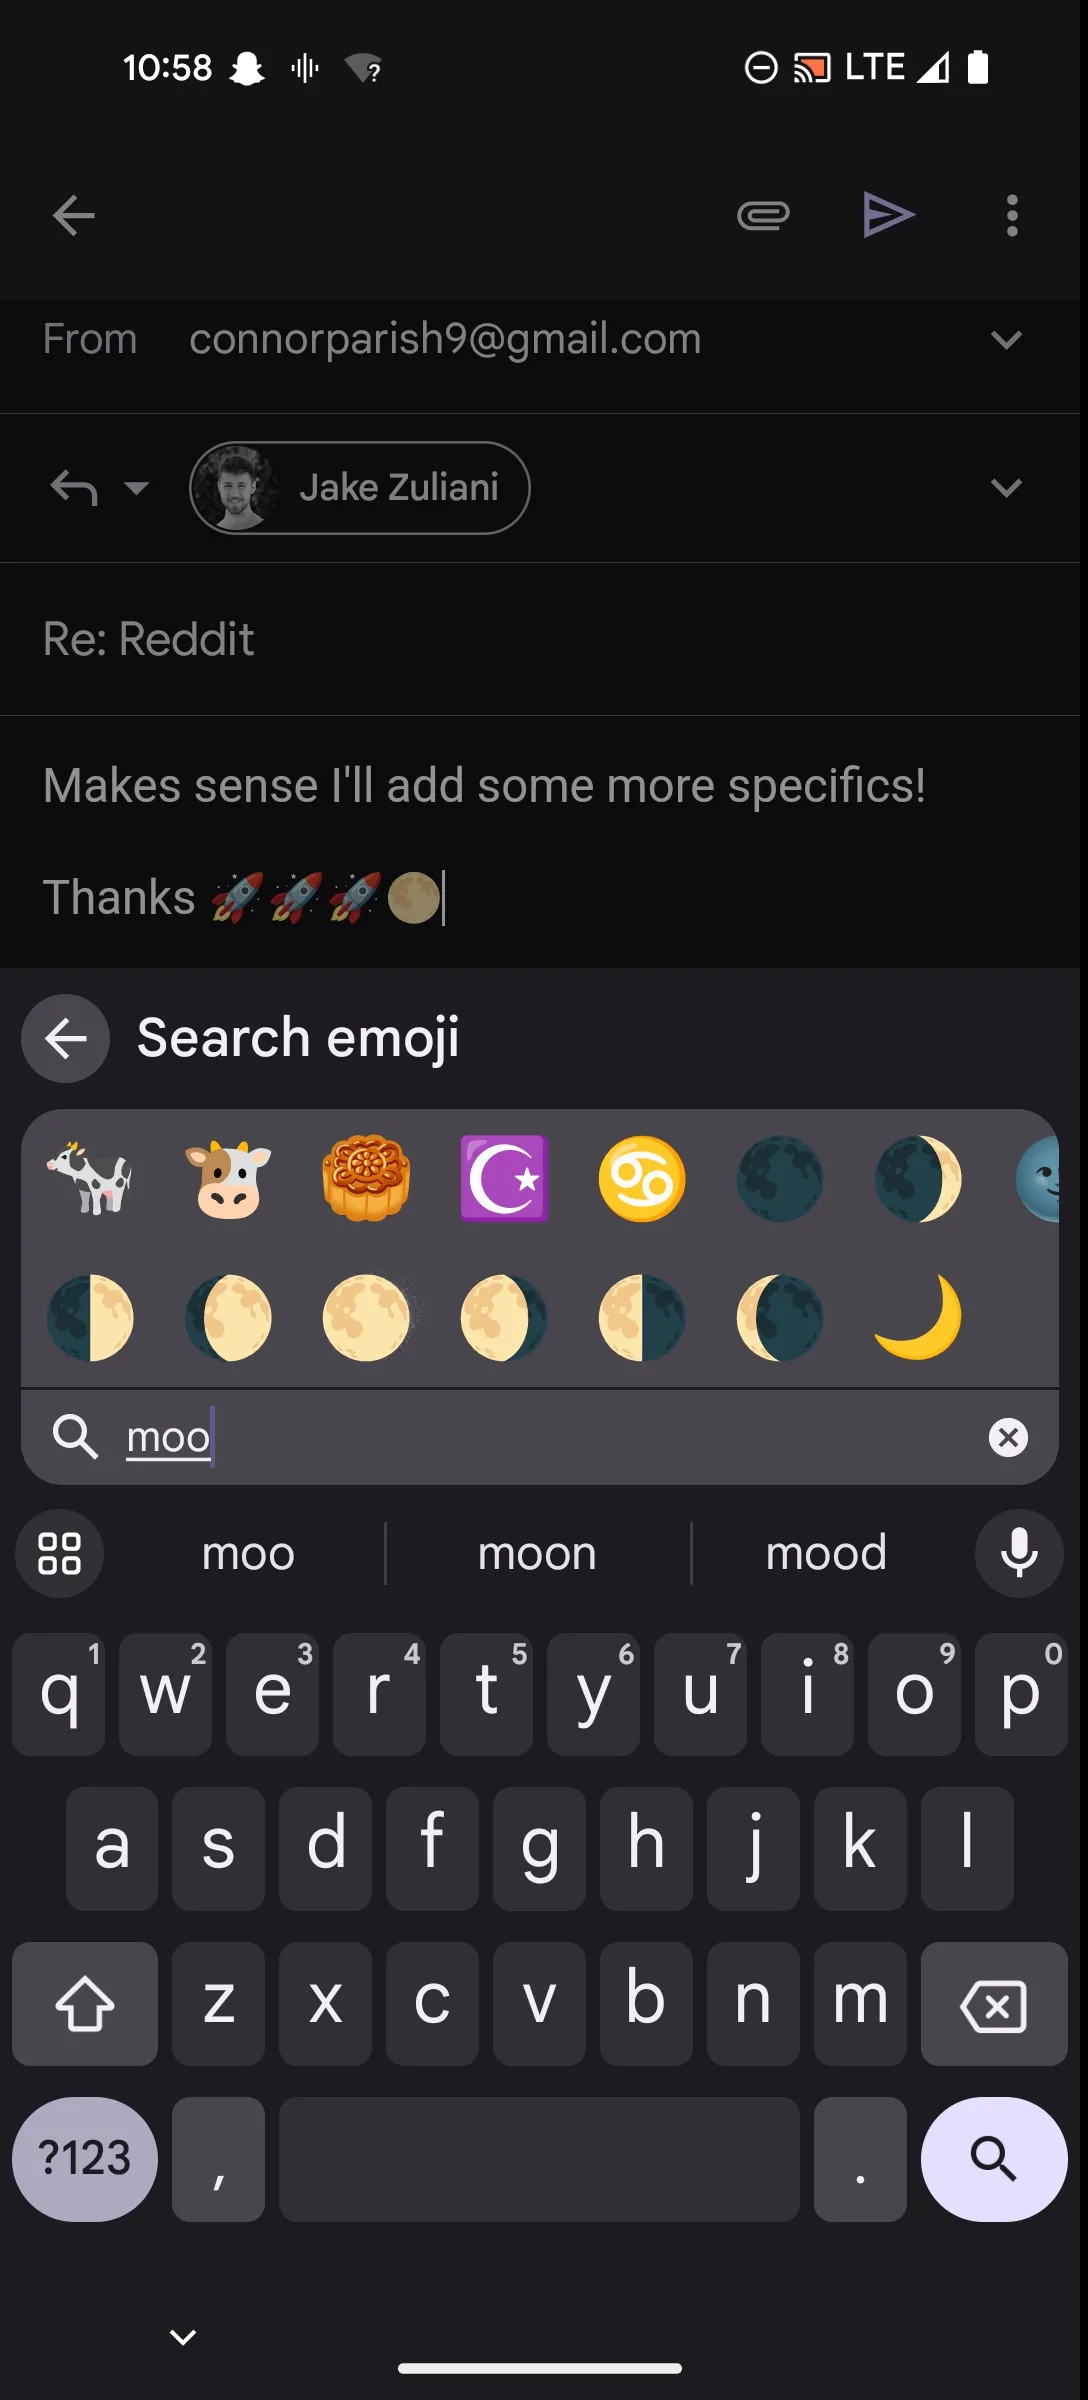 10:58 LTE
From connorparish9@gmail.com
Jake Zuliani
Re: Reddit
Makes sense I'll add some more specifics!
Thanks 🚀🚀🚀🌕
Search emoji
moo
moo moon mood
q1 w2 e3 r4 t5 y6 u7 i8 o9 p0
a s d f g h j k l
z x c v b n m
?123 , .